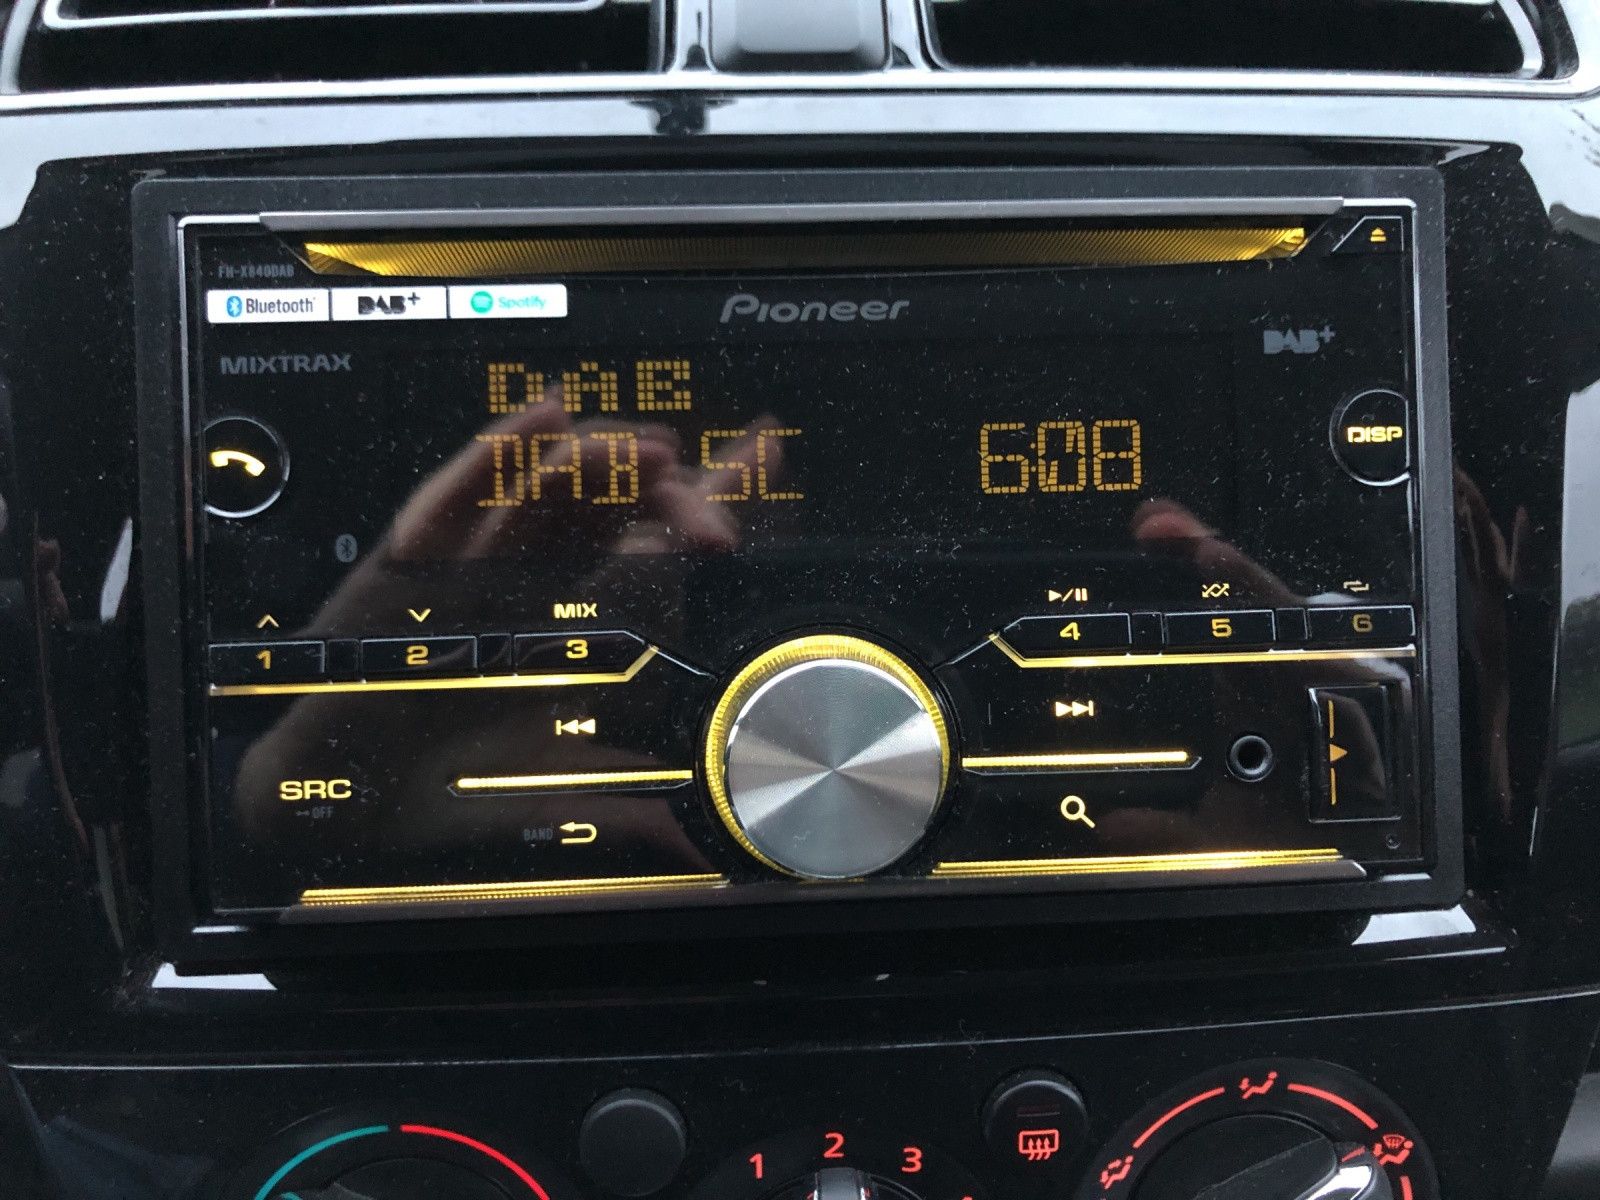 FH-X840DAB
Bluetooth DAB+ Spotify
Pioneer
MIXTRAX
DAB+
DAB
DAB SC 6:08
DISP
MIX
1 2 3 4 5 6
SRC
OFF
BAND
1 2 3